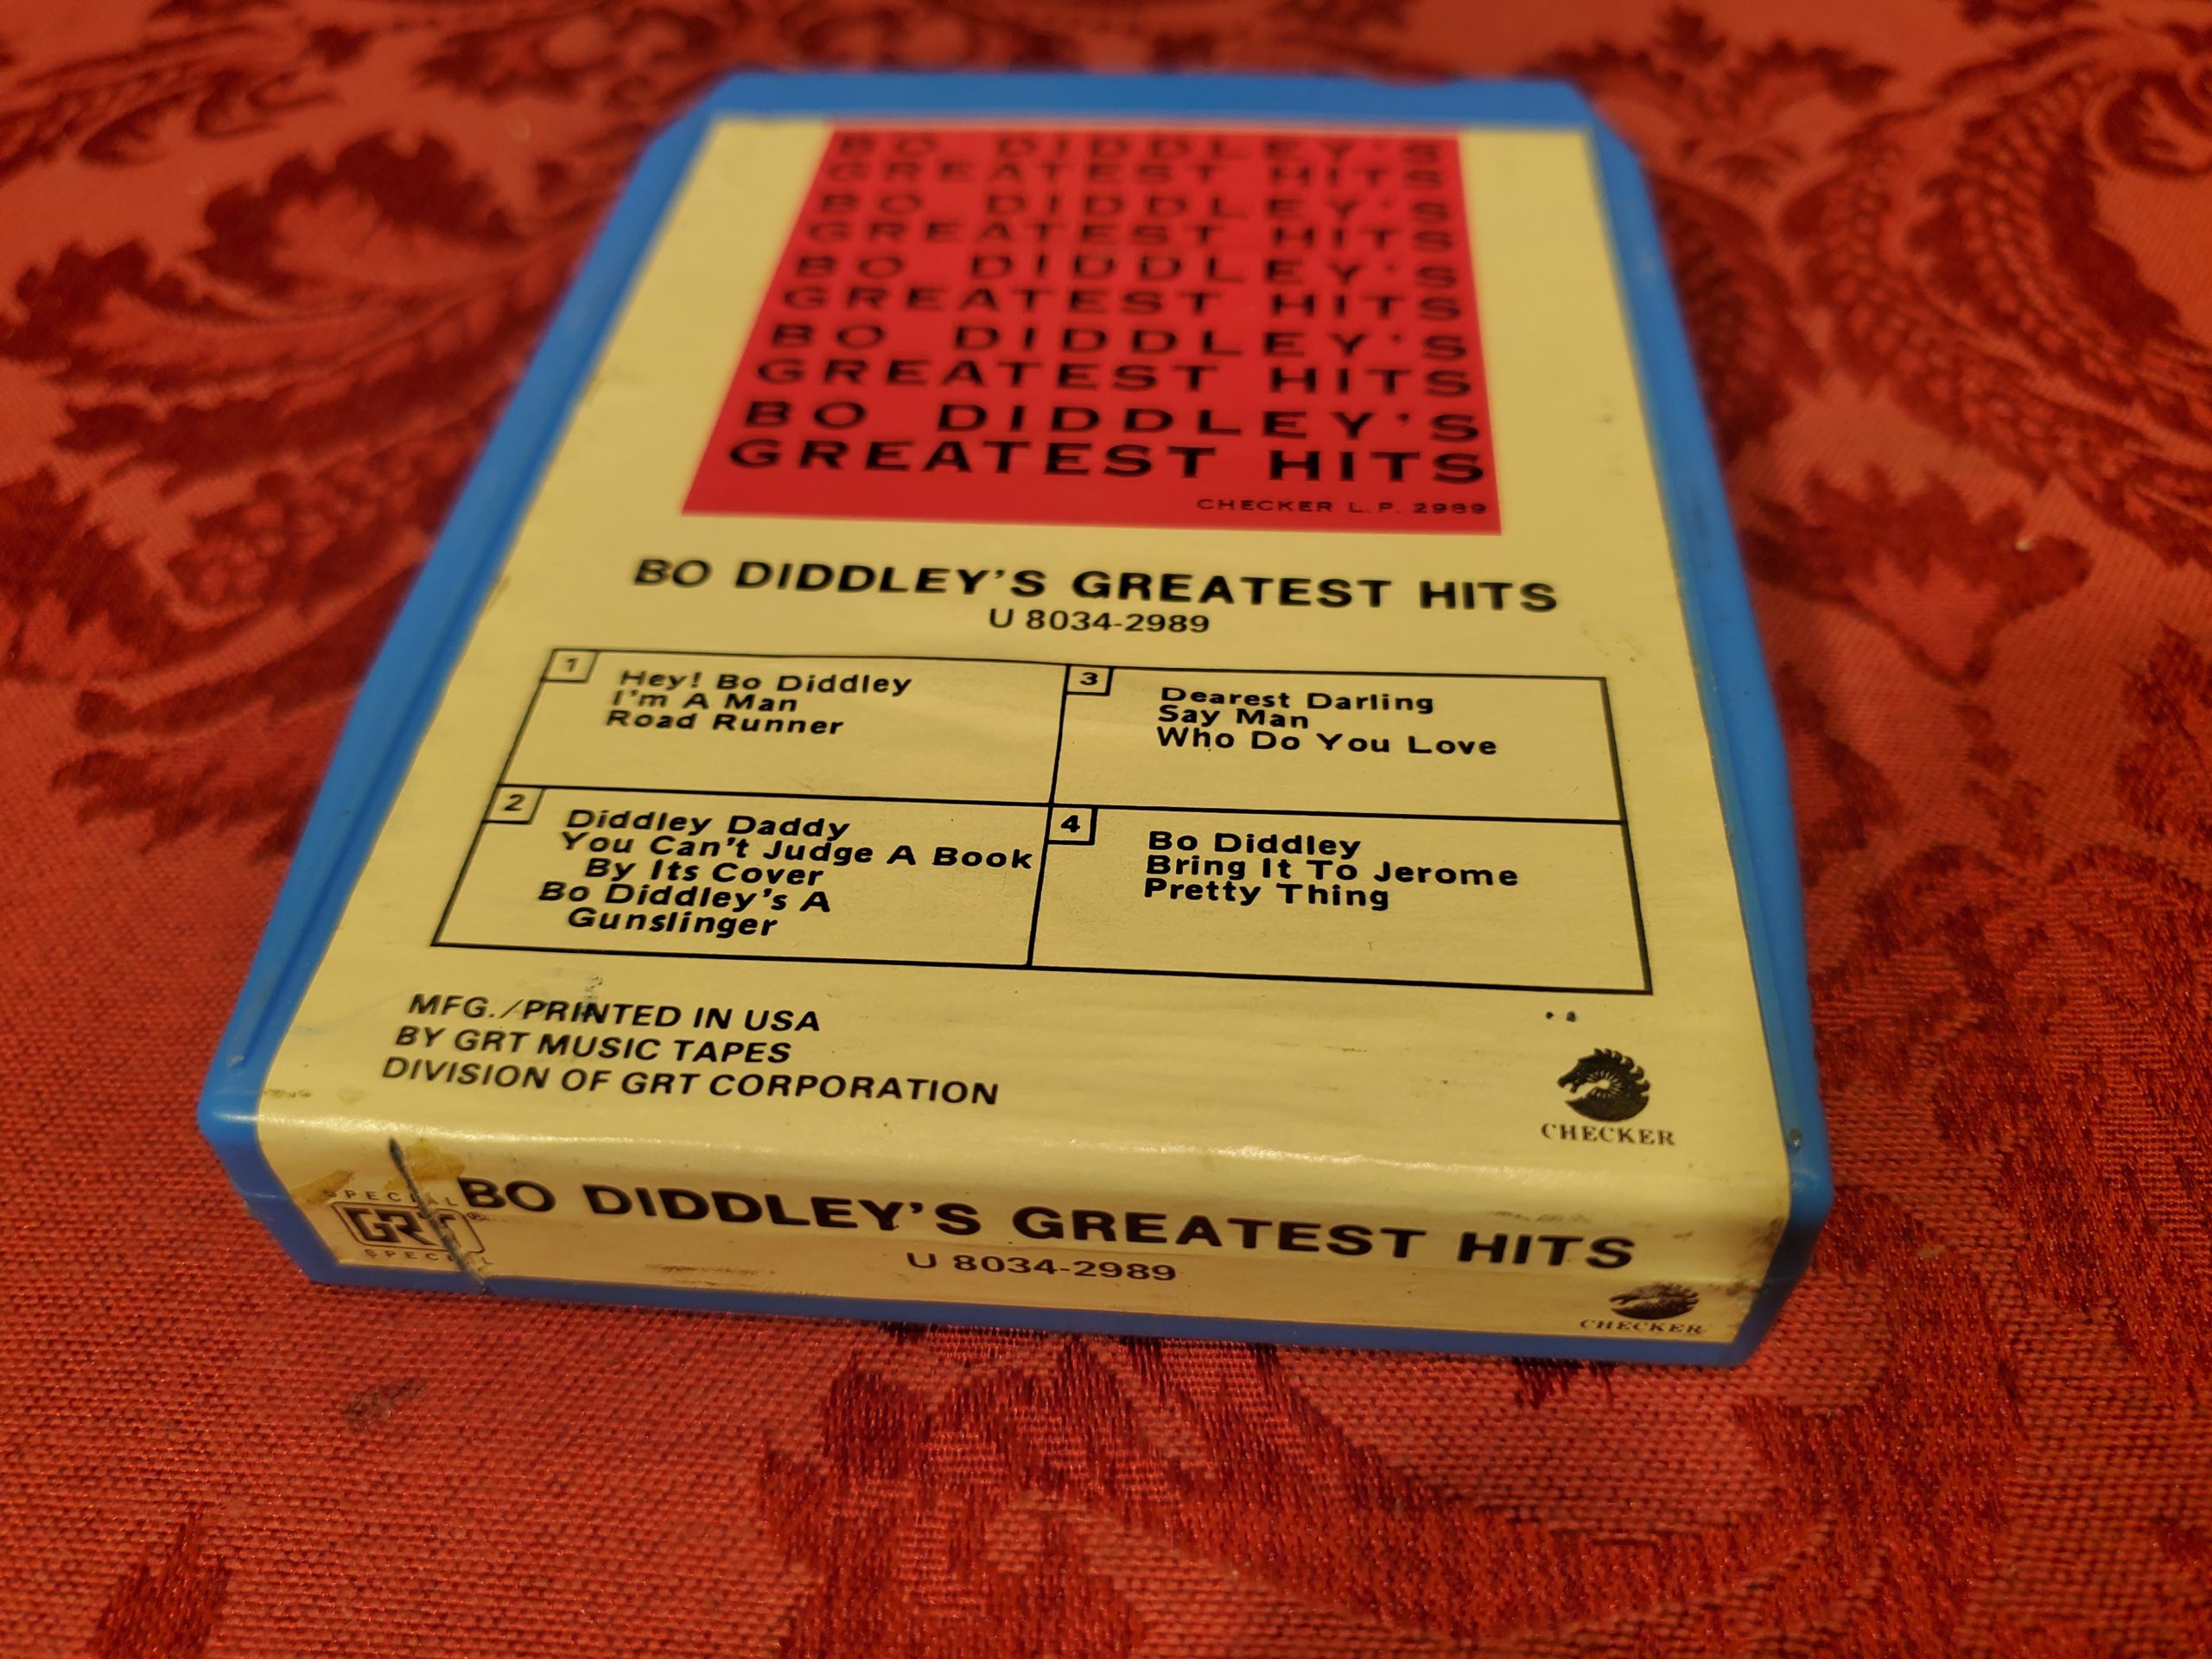 BO DIDDLEY'S
GREATEST HITS
BO DIDDLEY'S
GREATEST HITS
BO DIDDLEY'S
GREATEST HITS
BO DIDDLEY'S
GREATEST HITS
BO DIDDLEY'S
GREATEST HITS
CHECKER L.P. 2989
BO DIDDLEY'S GREATEST HITS
U 8034-2989
1
Hey! Bo Diddley
I'm A Man
Road Runner
2
Diddley Daddy
You Can't Judge A Book
By Its Cover
Bo Diddley's A
Gunslinger
3
Dearest Darling
Say Man
Who Do You Love
4
Bo Diddley
Bring It To Jerome
Pretty Thing
MFG./PRINTED IN USA
BY GRT MUSIC TAPES
DIVISION OF GRT CORPORATION
CHECKER
SPECIAL
GRT®
SPECIAL
BO DIDDLEY'S GREATEST HITS
U 8034-2989
CHECKER